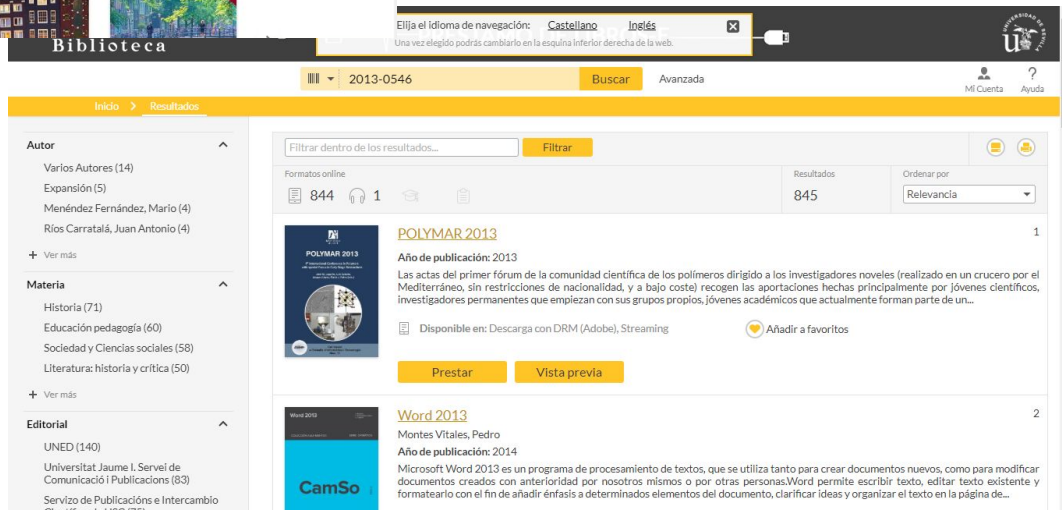 Elija el idioma de navegación: Castellano Inglés
Una vez elegido podrás cambiarlo en la esquina inferior derecha de la web.
Biblioteca
UNIVERSIDAD DE SEVILLA
2013-0546 Buscar Avanzada
Mi Cuenta ? Ayuda
Inicio > Resultados
Autor
Varios Autores (14)
Expansión (5)
Menéndez Fernández, Mario (4)
Ríos Carratalá, Juan Antonio (4)
+ Ver más
Materia
Historia (71)
Educación pedagogía (60)
Sociedad y Ciencias sociales (58)
Literatura: historia y crítica (50)
+ Ver más
Editorial
UNED (140)
Universitat Jaume I. Servei de
Comunicació i Publicacions (83)
Servizo de Publicacións e Intercambio
Filtrar dentro de los resultados... Filtrar
Formatos online
844 1
Resultados
845
Ordenar por
Relevancia
POLYMAR 2013
POLYMAR 2013 1
Año de publicación: 2013
Las actas del primer fórum de la comunidad científica de los polímeros dirigido a los investigadores noveles (realizado en un crucero por el
Mediterráneo, sin restricciones de nacionalidad, y a bajo coste) recogen las aportaciones hechas principalmente por jóvenes científicos,
investigadores permanentes que empiezan con sus grupos propios, jóvenes académicos que actualmente forman parte de un...
Disponible en: Descarga con DRM (Adobe), Streaming Añadir a favoritos
Prestar Vista previa
Word 2013
CamSo
Word 2013 2
Montes Vitales, Pedro
Año de publicación: 2014
Microsoft Word 2013 es un programa de procesamiento de textos, que se utiliza tanto para crear documentos nuevos, como para modificar
documentos creados con anterioridad por nosotros mismos o por otras personas.Word permite escribir texto, editar texto existente y
formatearlo con el fin de añadir énfasis a determinados elementos del documento, clarificar ideas y organizar el texto en la página de...